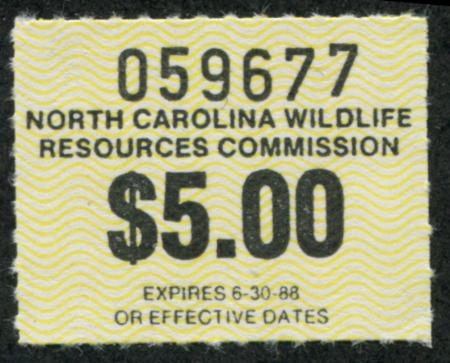 059677
NORTH CAROLINA WILDLIFE
RESOURCES COMMISSION
$5.00
EXPIRES 6-30-88
OR EFFECTIVE DATES